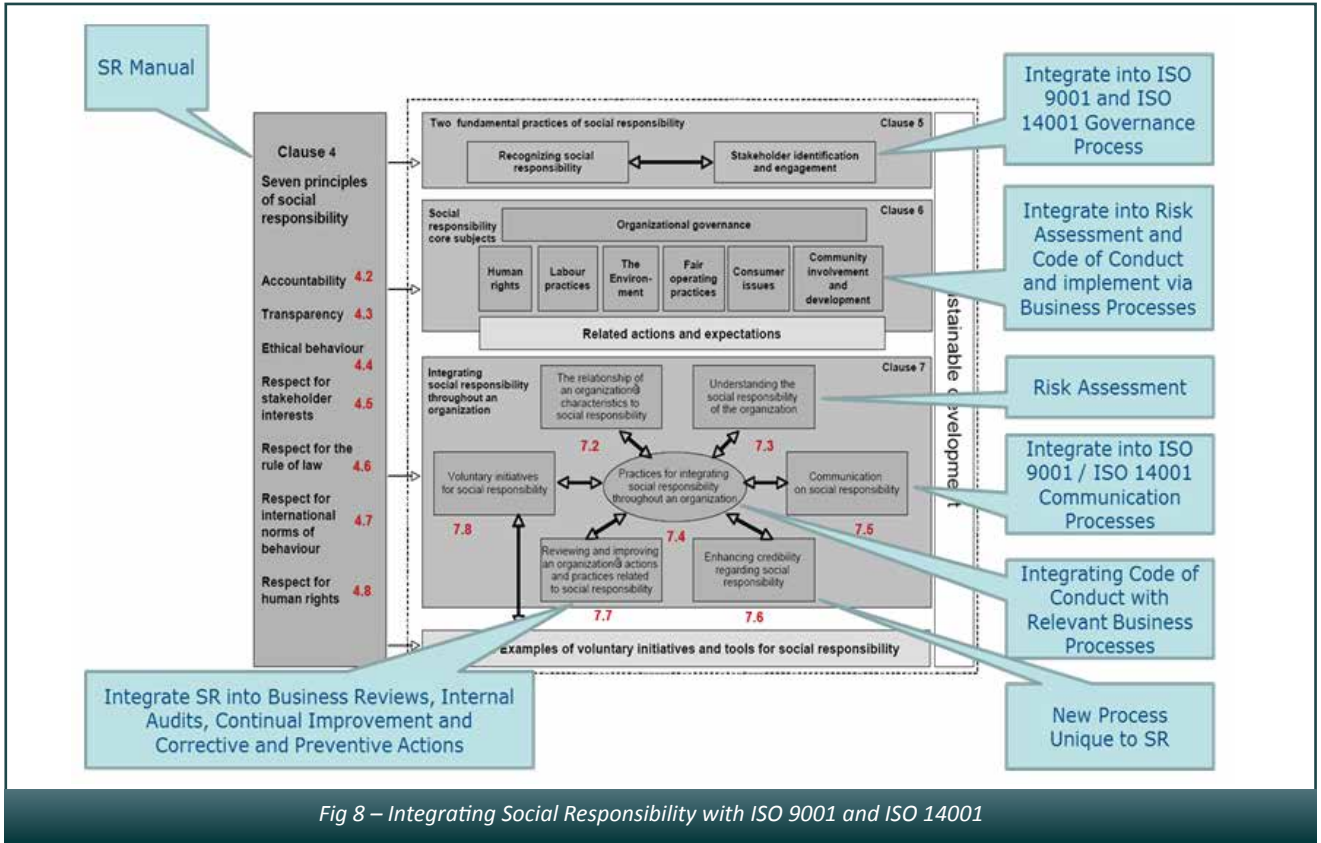 SR Manual
Clause 4
Seven principles
of social
responsibility
Accountability 4.2
Transparency 4.3
Ethical behaviour
4.4
Respect for
stakeholder 4.5
interests
Respect for the
rule of law 4.6
Respect for
international
norms of 4.7
behaviour
Respect for
human rights 4.8
Two fundamental practices of social responsibility
Clause 5
Recognizing social
responsibility
Stakeholder identification
and engagement
Social
responsibility
core subjects
Clause 6
Organizational governance
Human
rights
Labour
practices
The
Environ-
ment
Fair
operating
practices
Consumer
issues
Community
involvement
and
development
Related actions and expectations
Integrating
social responsibility
throughout an
organization
Clause 7
The relationship of
an organization
characteristics to
social responsibility
7.2
Understanding the
social responsibility
of the organization
7.3
Voluntary initiatives
for social responsibility
7.8
Practices for integrating
social responsibility
throughout an organization
7.4
Communication
on social responsibility
7.5
Reviewing and improving
an organization actions
and practices related
to social responsibility
7.7
Enhancing credibility
regarding social
responsibility
7.6
Examples of voluntary initiatives and tools for social responsibility
stainable development
Integrate into ISO
9001 and ISO
14001 Governance
Process
Integrate into Risk
Assessment and
Code of Conduct
and implement via
Business Processes
Risk Assessment
Integrate into ISO
9001 / ISO 14001
Communication
Processes
Integrating Code of
Conduct with
Relevant Business
Processes
New Process
Unique to SR
Integrate SR into Business Reviews, Internal
Audits, Continual Improvement and
Corrective and Preventive Actions
Fig 8 – Integrating Social Responsibility with ISO 9001 and ISO 14001